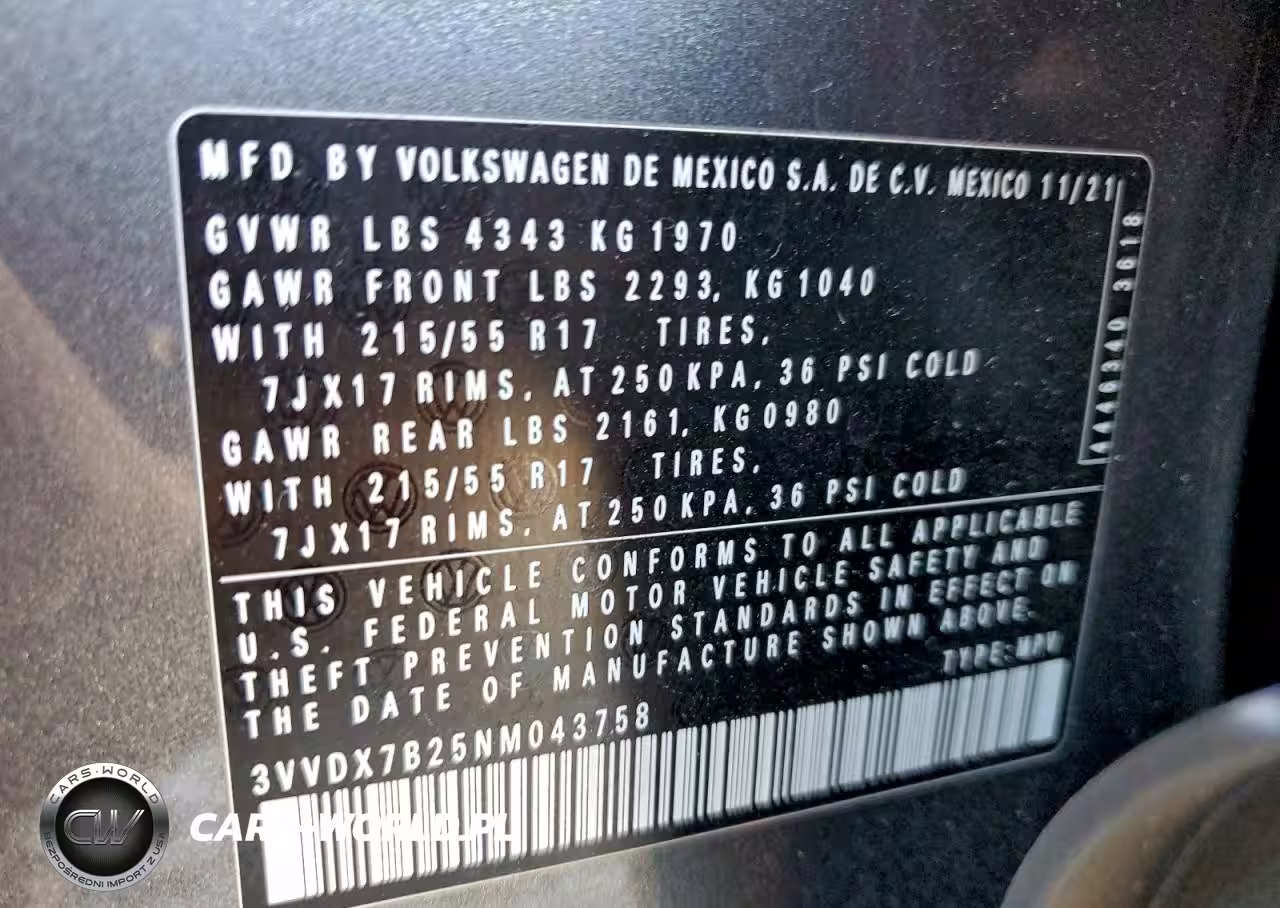 MFD. BY VOLKSWAGEN DE MEXICO S.A. DE C.V. MEXICO 11/21
GVWR LBS 4343 KG 1970
GAWR FRONT LBS 2293, KG 1040
WITH 215/55 R17 TIRES,
7JX17 RIMS, AT 250 KPA, 36 PSI COLD
GAWR REAR LBS 2161, KG 0980
WITH 215/55 R17 TIRES,
7JX17 RIMS, AT 250 KPA, 36 PSI COLD
THIS VEHICLE CONFORMS TO ALL APPLICABLE
U.S. FEDERAL MOTOR VEHICLE SAFETY AND
THEFT PREVENTION STANDARDS IN EFFECT ON
THE DATE OF MANUFACTURE SHOWN ABOVE.
TYPE:MPV
3VVDX7B25NM043758
CARS-WORLD
CW
BEZPOŚREDNI IMPORT Z USA
CARS-WORLD.PL